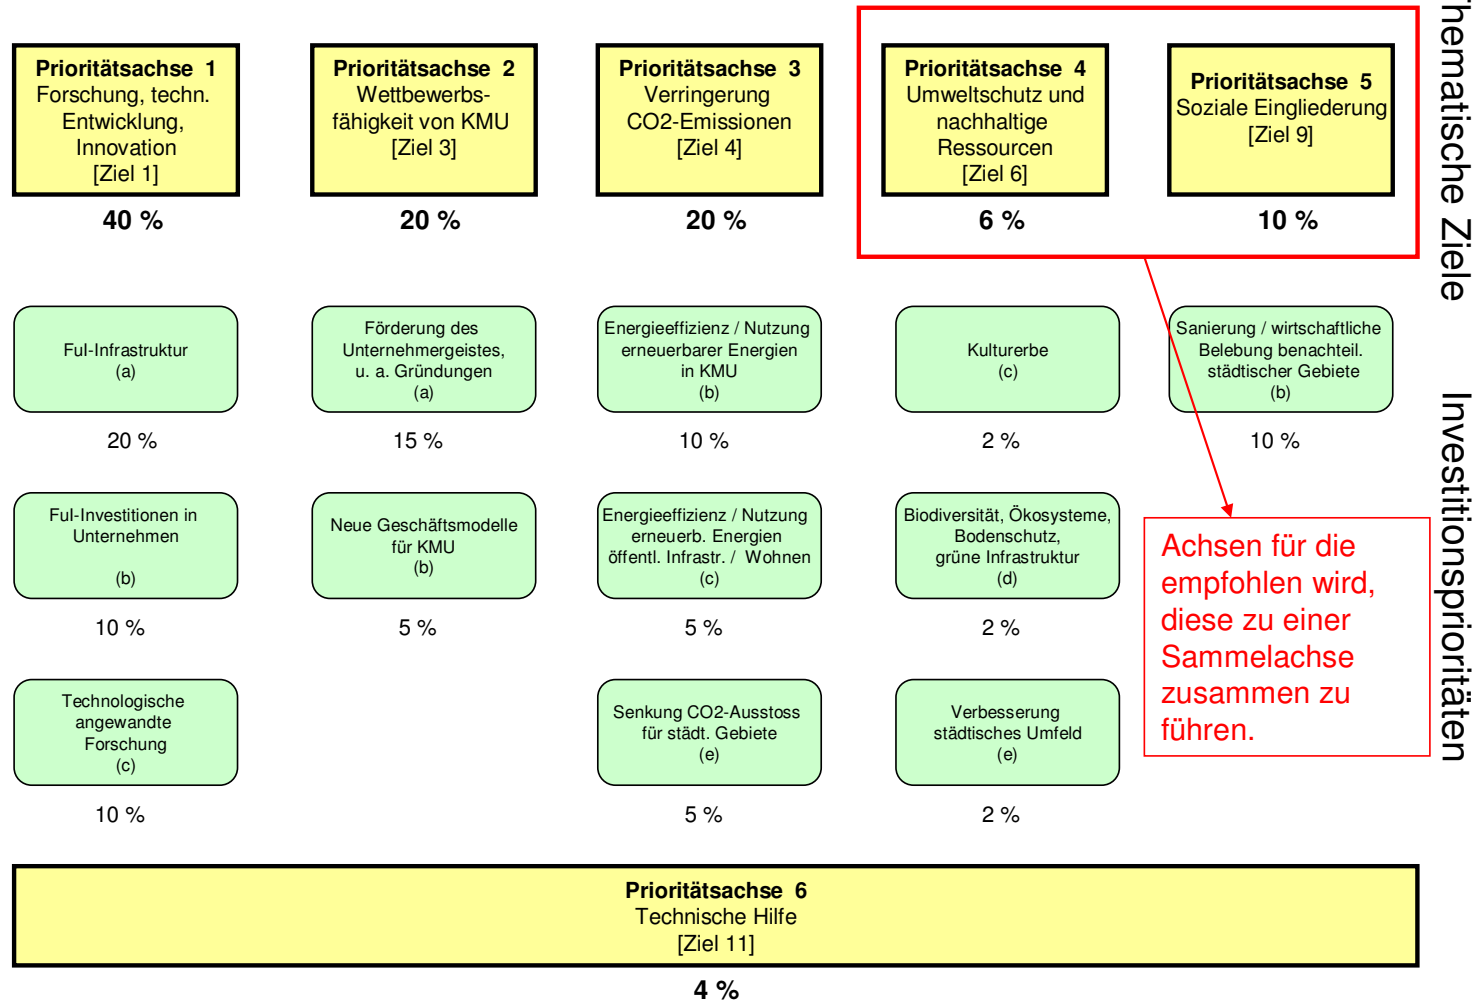 Prioritätsachse 1
Forschung, techn.
Entwicklung,
Innovation
[Ziel 1]
40 %
Prioritätsachse 2
Wettbewerbs-
fähigkeit von KMU
[Ziel 3]
20 %
Prioritätsachse 3
Verringerung
CO2-Emissionen
[Ziel 4]
20 %
Prioritätsachse 4
Umweltschutz und
nachhaltige
Ressourcen
[Ziel 6]
6 %
Prioritätsachse 5
Soziale Eingliederung
[Ziel 9]
10 %
hematische Ziele
FuI-Infrastruktur
(a)
20 %
Förderung des
Unternehmergeistes,
u. a. Gründungen
(a)
15 %
Energieeffizienz / Nutzung
erneuerbarer Energien
in KMU
(b)
10 %
Kulturerbe
(c)
2 %
Sanierung / wirtschaftliche
Belebung benachteil.
städtischer Gebiete
(b)
10 %
Investitionsprioritäten
FuI-Investitionen in
Unternehmen
(b)
10 %
Neue Geschäftsmodelle
für KMU
(b)
5 %
Energieeffizienz / Nutzung
erneuerb. Energien
öffentl. Infrastr. / Wohnen
(c)
5 %
Biodiversität, Ökosysteme,
Bodenschutz,
grüne Infrastruktur
(d)
2 %
Achsen für die
empfohlen wird,
diese zu einer
Sammelachse
zusammen zu
führen.
Technologische
angewandte
Forschung
(c)
10 %
Senkung CO2-Ausstoss
für städt. Gebiete
(e)
5 %
Verbesserung
städtisches Umfeld
(e)
2 %
Prioritätsachse 6
Technische Hilfe
[Ziel 11]
4 %